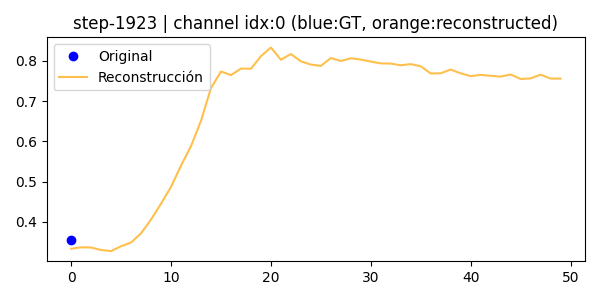 step-1923 | channel idx:0 (blue:GT, orange:reconstructed)
Original
Reconstrucción
0.8
0.7
0.6
0.5
0.4
0 10 20 30 40 50